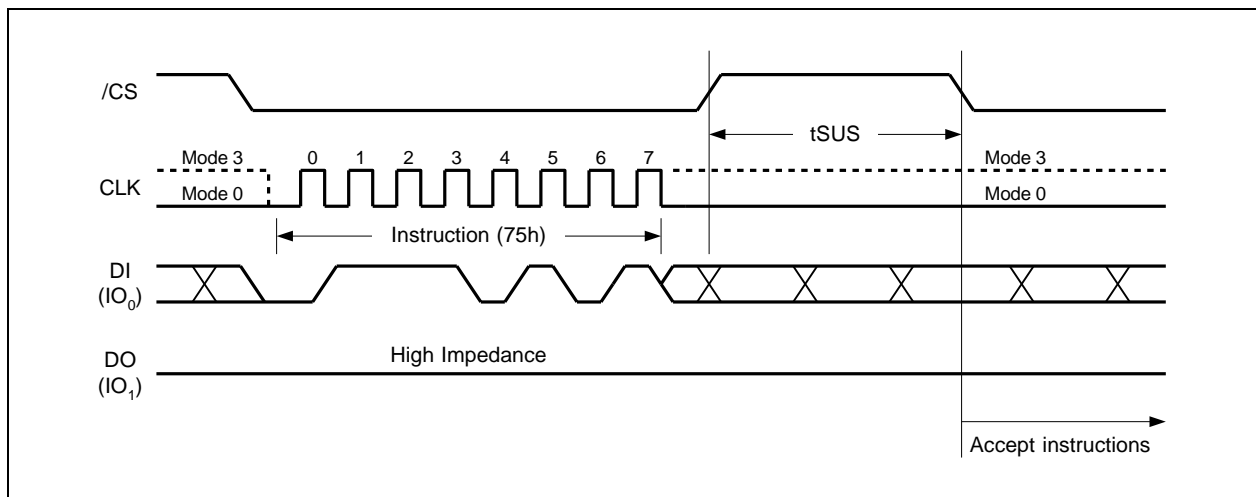 /CS
tSUS
Mode 3 0 1 2 3 4 5 6 7 Mode 3
CLK
Mode 0 Mode 0
Instruction (75h)
DI
(IO0)
High Impedance
DO
(IO1)
Accept instructions